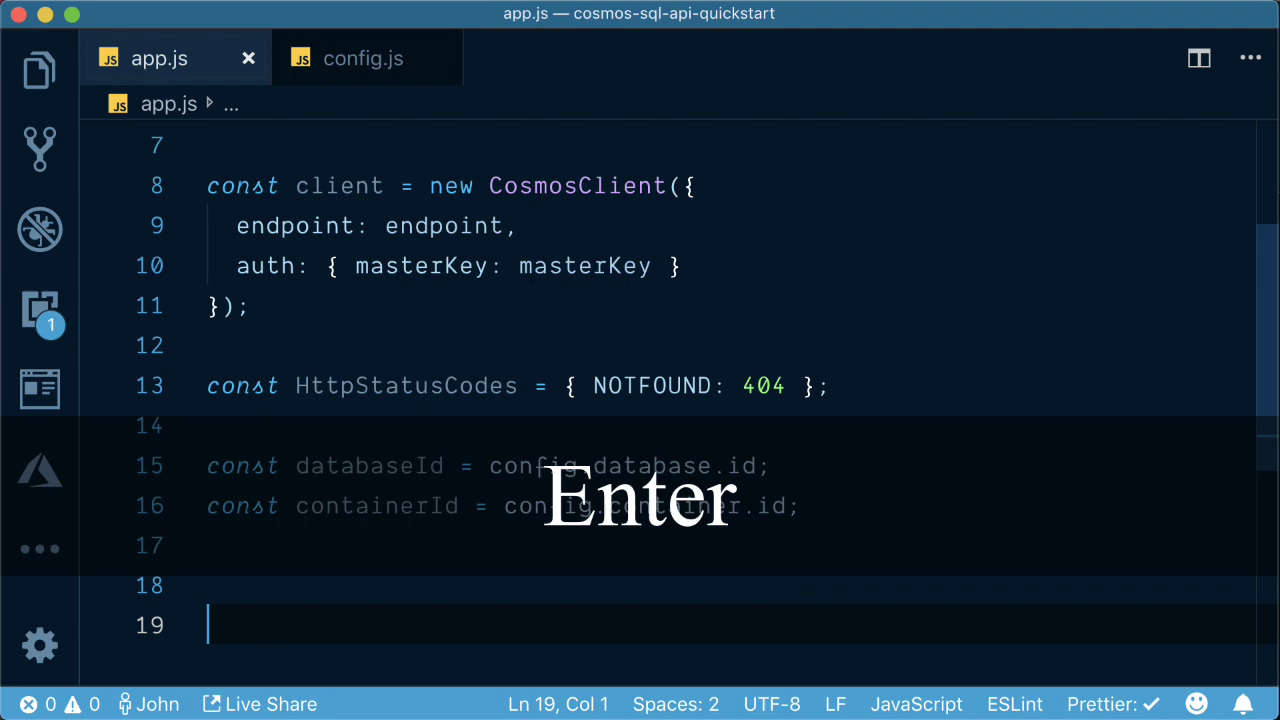 app.js — cosmos-sql-api-quickstart
JS app.js × JS config.js
JS app.js ...
7
8 const client = new CosmosClient({
9 endpoint: endpoint,
10 auth: { masterKey: masterKey }
11 });
12
13 const HttpStatusCodes = { NOTFOUND: 404 };
14
15 const databaseId = config.database.id;
16 const containerId = config.container.id;
Enter
17
18
19
1
0 0 John Live Share Ln 19, Col 1 Spaces: 2 UTF-8 LF JavaScript ESLint Prettier: ✓